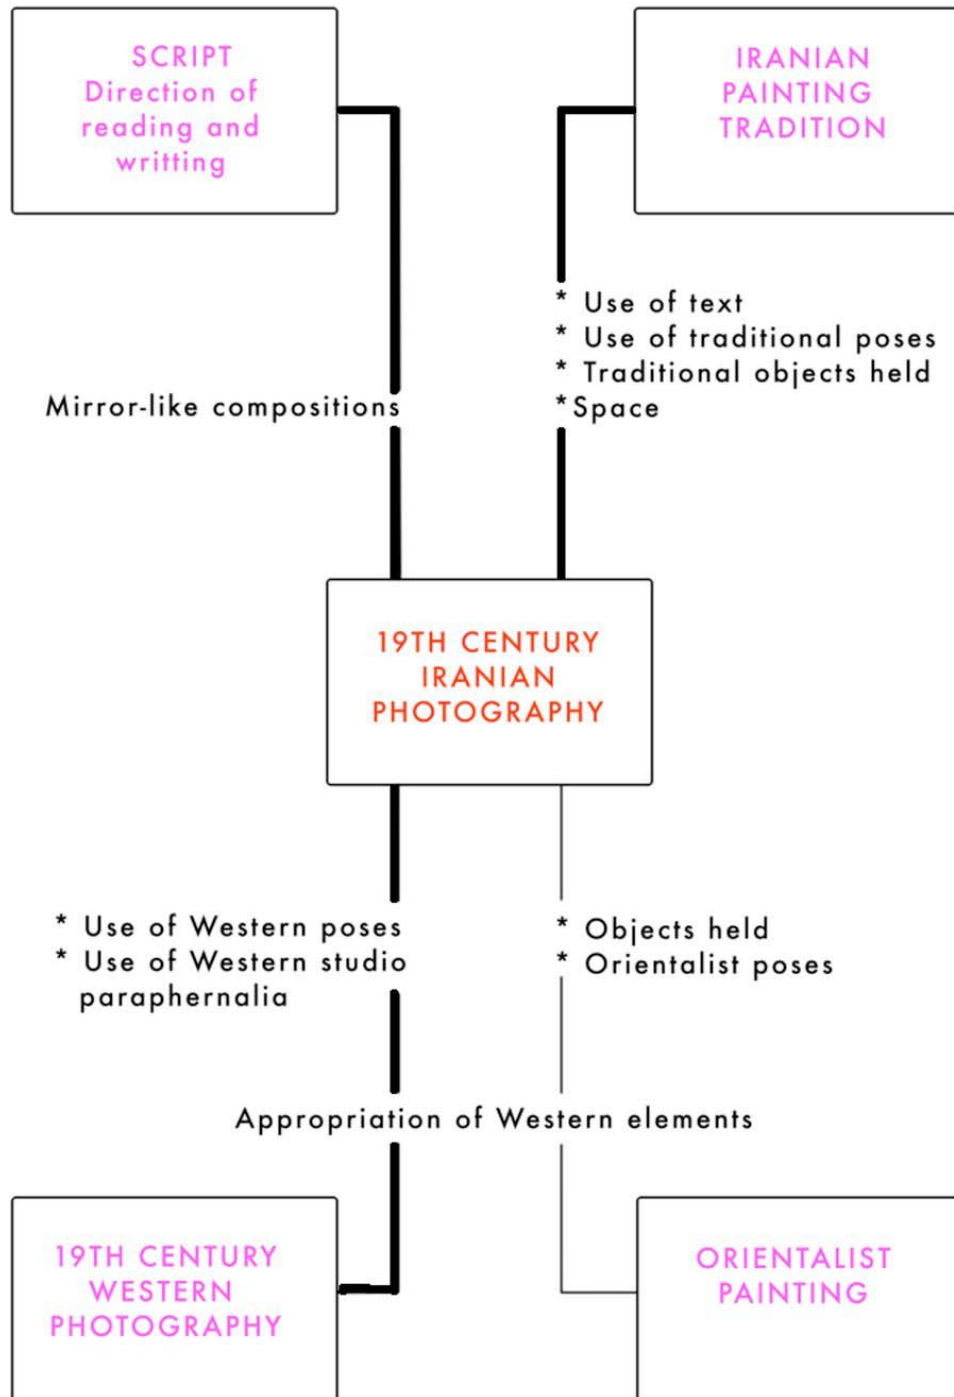 SCRIPT
Direction of
reading and
writting
IRANIAN
PAINTING
TRADITION
* Use of text
* Use of traditional poses
* Traditional objects held
*Space
Mirror-like compositions
19TH CENTURY
IRANIAN
PHOTOGRAPHY
* Use of Western poses
* Use of Western studio
paraphernalia
* Objects held
* Orientalist poses
Appropriation of Western elements
19TH CENTURY
WESTERN
PHOTOGRAPHY
ORIENTALIST
PAINTING